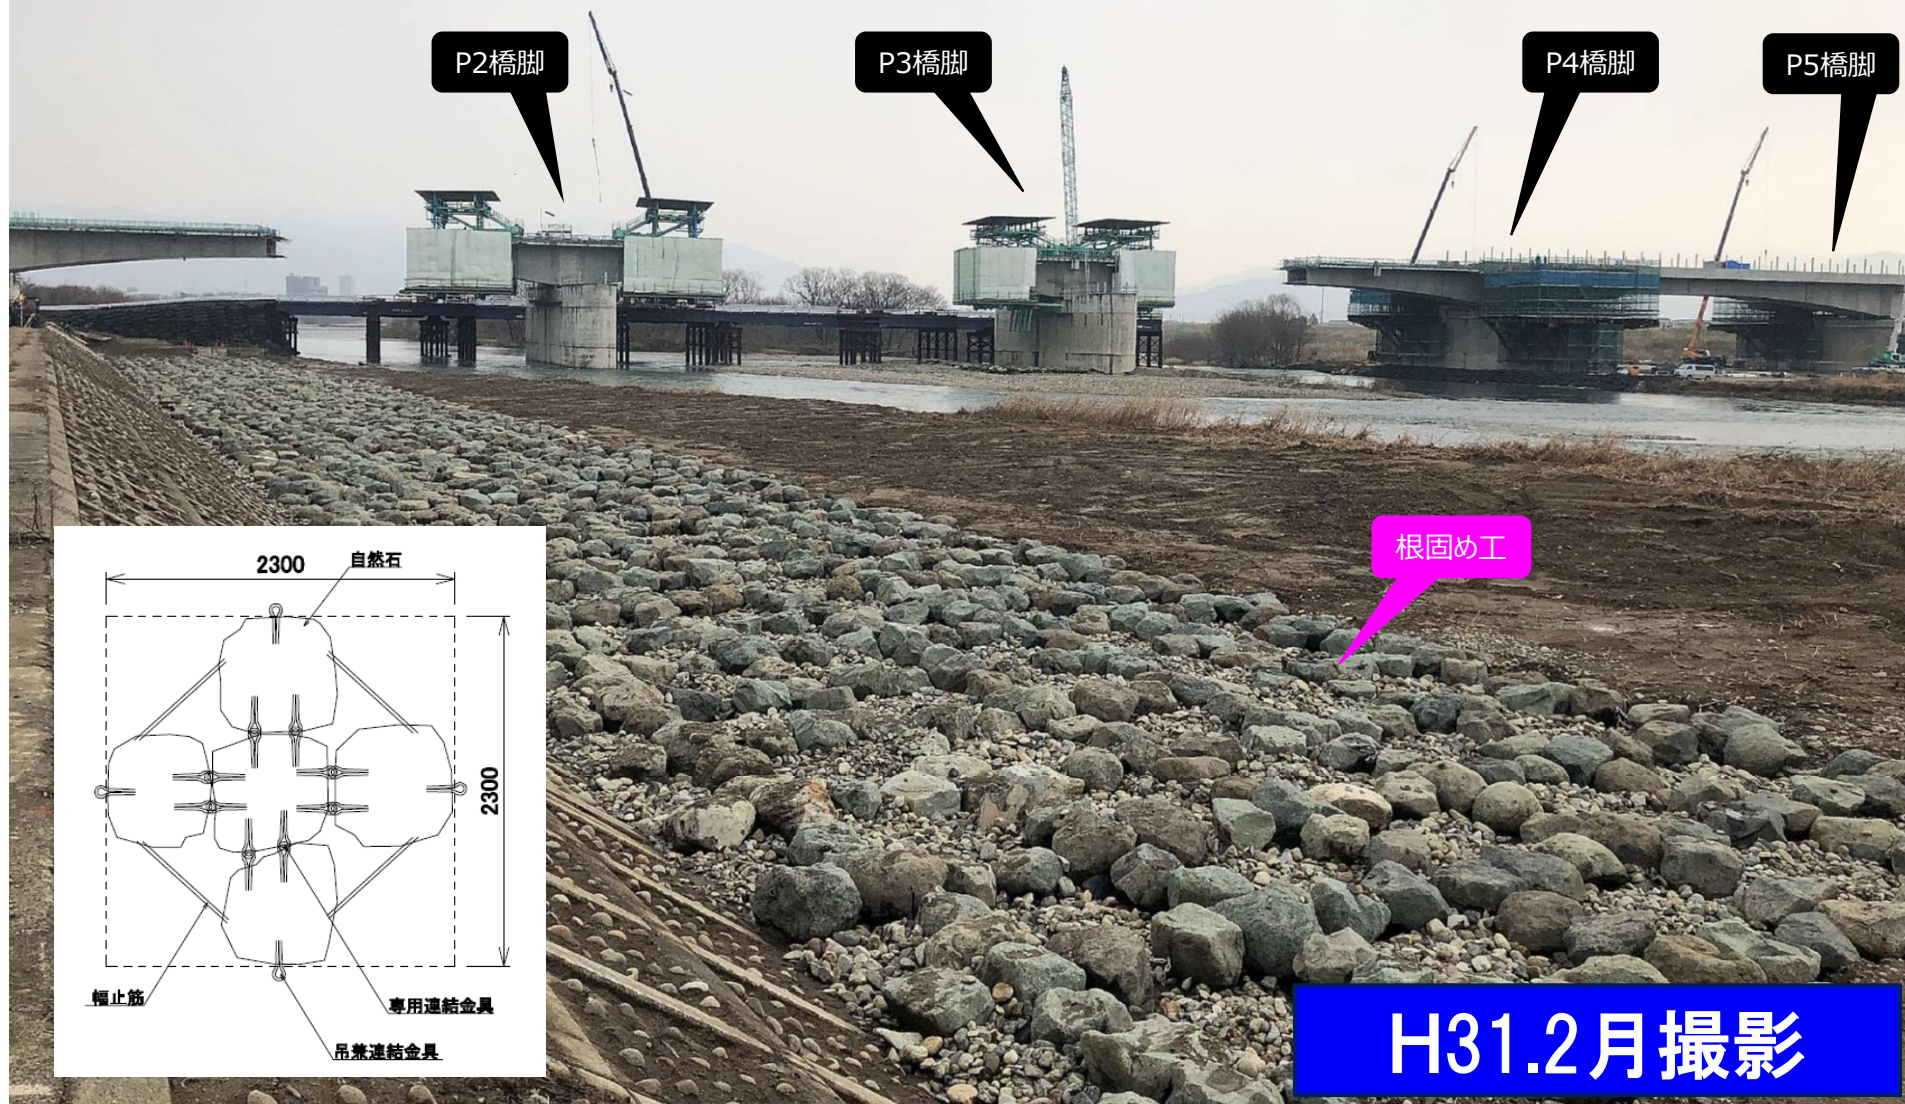 P2橋脚
P3橋脚
P4橋脚
P5橋脚
根固め工
2300
自然石
2300
幅止筋
専用連結金具
吊兼連結金具
H31.2月撮影